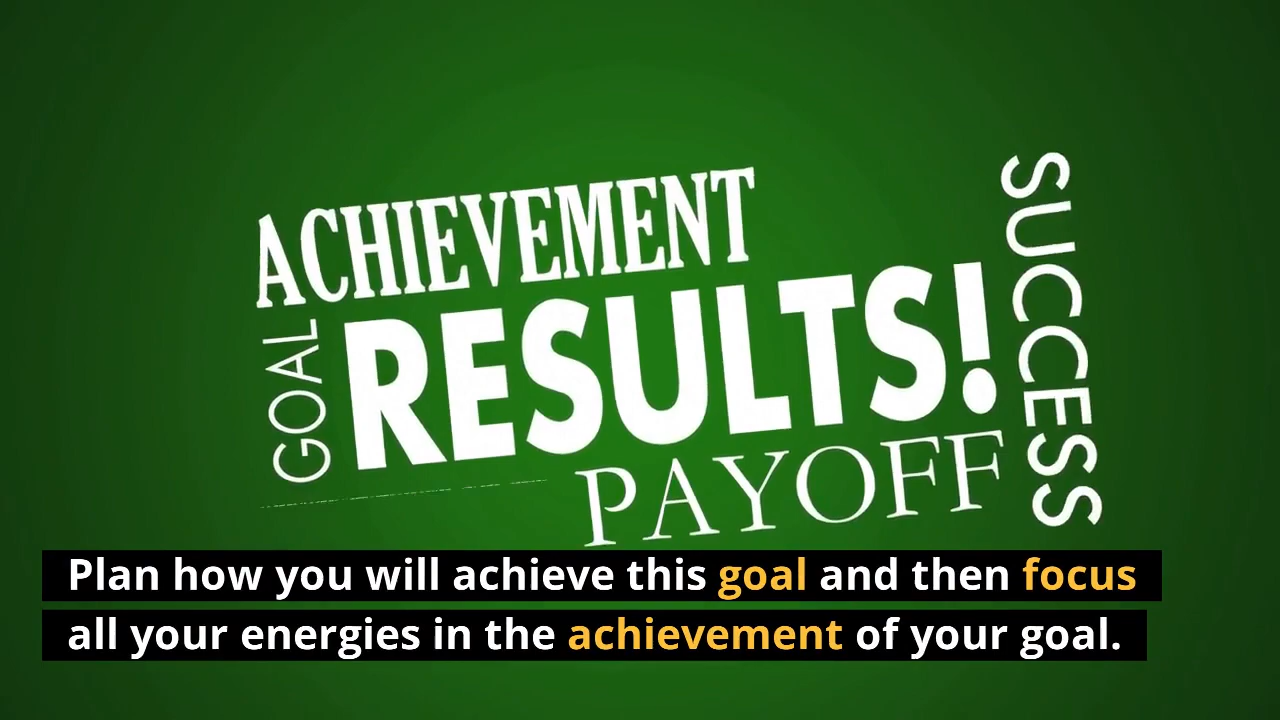 ACHIEVEMENT
GOAL
RESULTS!
SUCCESS
PAYOFF
Plan how you will achieve this goal and then focus
all your energies in the achievement of your goal.